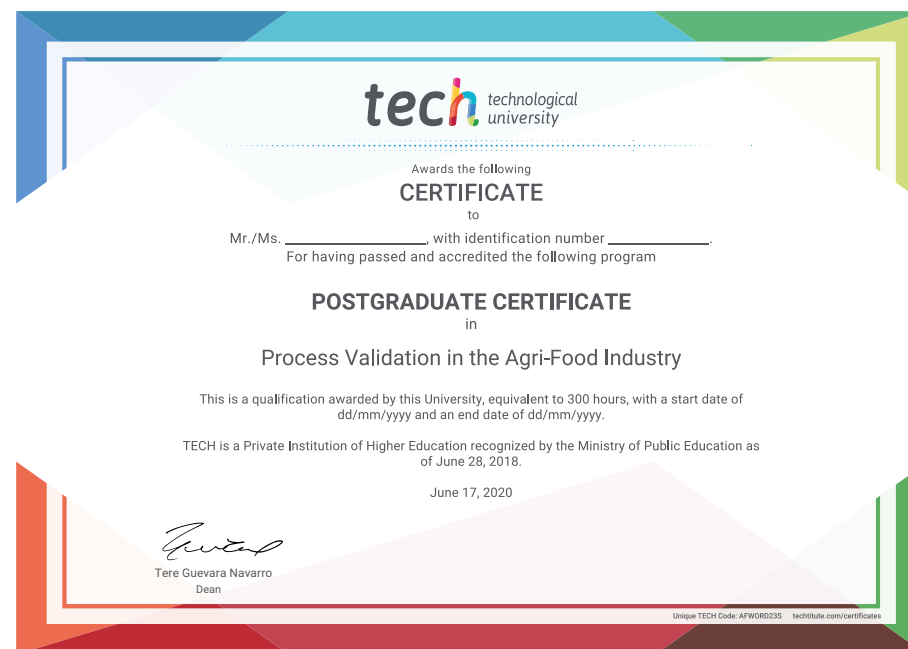 tech technological
university
Awards the following
CERTIFICATE
to
Mr./Ms. ____________________, with identification number ______________.
For having passed and accredited the following program
POSTGRADUATE CERTIFICATE
in
Process Validation in the Agri-Food Industry
This is a qualification awarded by this University, equivalent to 300 hours, with a start date of
dd/mm/yyyy and an end date of dd/mm/yyyy.
TECH is a Private Institution of Higher Education recognized by the Ministry of Public Education as
of June 28, 2018.
June 17, 2020
Tere Guevara Navarro
Dean
Unique TECH Code: AFWORD23S techtitute.com/certificates